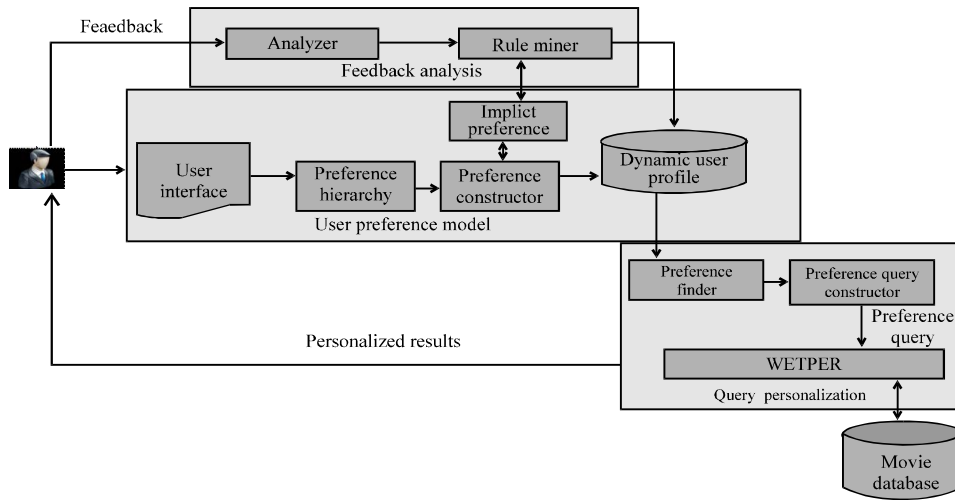 Feaedback
Analyzer
Rule miner
Feedback analysis
Implict
preference
User
interface
Preference
hierarchy
Preference
constructor
Dynamic user
profile
User preference model
Preference
finder
Preference query
constructor
Preference
query
Personalized results
WETPER
Query personalization
Movie
database